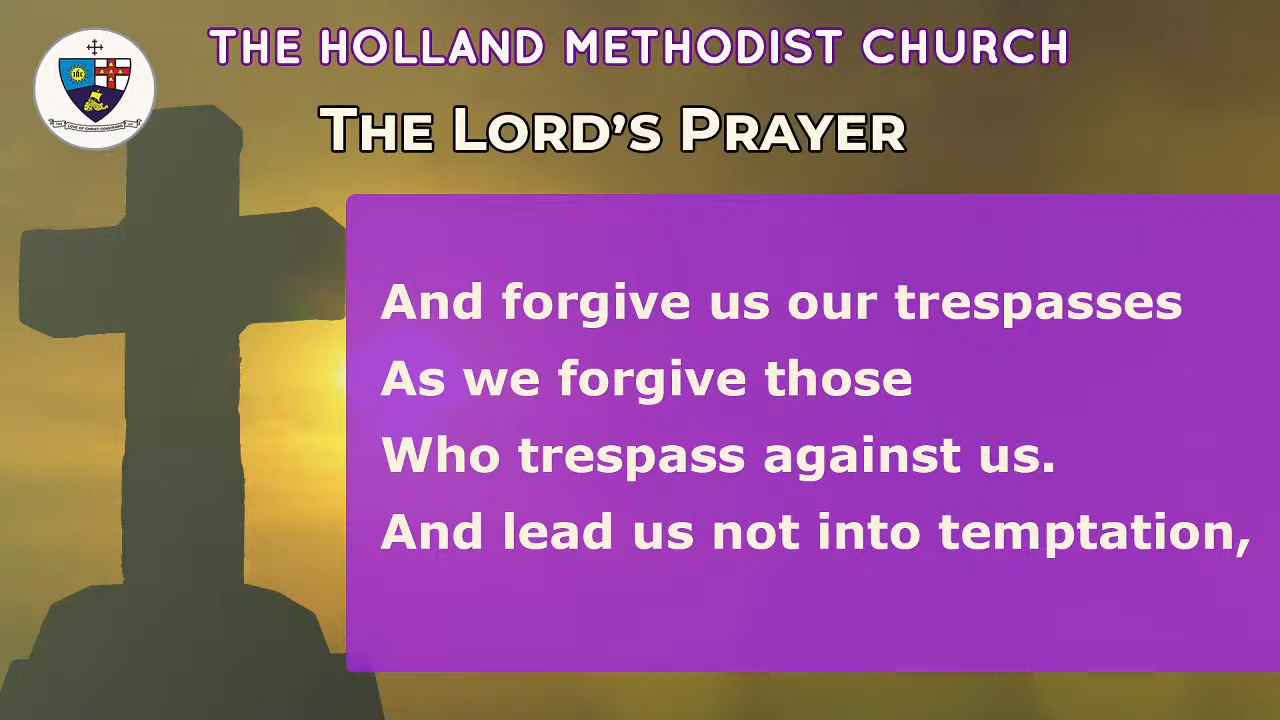 THE HOLLAND METHODIST CHURCH
THE LORD'S PRAYER
And forgive us our trespasses
As we forgive those
Who trespass against us.
And lead us not into temptation,